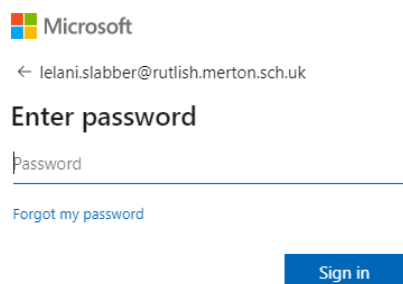 Microsoft
← lelani.slabber@rutlish.merton.sch.uk
Enter password
Password
Forgot my password
Sign in